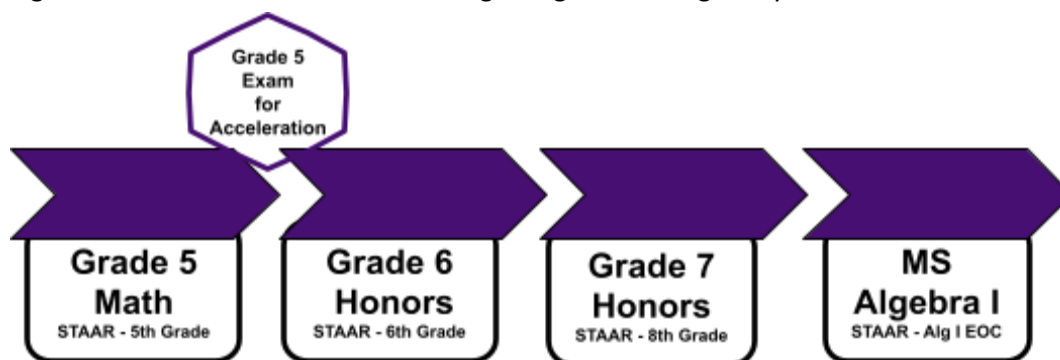 Grade 5
Exam
for
Acceleration
Grade 5
Math
STAAR - 5th Grade
Grade 6
Honors
STAAR - 6th Grade
Grade 7
Honors
STAAR - 8th Grade
MS
Algebra I
STAAR - Alg I EOC